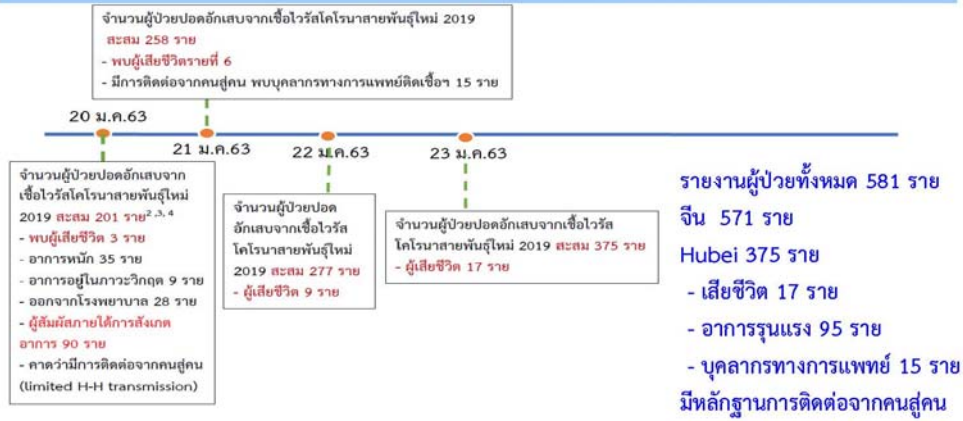 จำนวนผู้ป่วยปอดอักเสบจากเชื้อไวรัสโคโรนาสายพันธุ์ใหม่ 2019
สะสม 258 ราย
- พบผู้เสียชีวิตรายที่ 6
- มีการติดต่อจากคนสู่คน พบบุคลากรทางการแพทย์ติดเชื้อฯ 15 ราย
20 ม.ค.63
21 ม.ค.63
22 ม.ค.63
23 ม.ค.63
จำนวนผู้ป่วยปอดอักเสบจาก
เชื้อไวรัสโคโรนาสายพันธุ์ใหม่
2019 สะสม 201 ราย2 ,3, 4
- พบผู้เสียชีวิต 3 ราย
- อาการหนัก 35 ราย
- อาการอยู่ในภาวะวิกฤต 9 ราย
- ออกจากโรงพยาบาล 28 ราย
- ผู้สัมผัสภายใต้การสังเกต
อาการ 90 ราย
- คาดว่ามีการติดต่อจากคนสู่คน
(limited H-H transmission)
จำนวนผู้ป่วยปอด
อักเสบจากเชื้อไวรัส
โคโรนาสายพันธุ์ใหม่
2019 สะสม 277 ราย
- ผู้เสียชีวิต 9 ราย
จำนวนผู้ป่วยปอดอักเสบจากเชื้อไวรัส
โคโรนาสายพันธุ์ใหม่ 2019 สะสม 375 ราย
- ผู้เสียชีวิต 17 ราย
รายงานผู้ป่วยทั้งหมด 581 ราย
จีน 571 ราย
Hubei 375 ราย
- เสียชีวิต 17 ราย
- อาการรุนแรง 95 ราย
- บุคลากรทางการแพทย์ 15 ราย
มีหลักฐานการติดต่อจากคนสู่คน